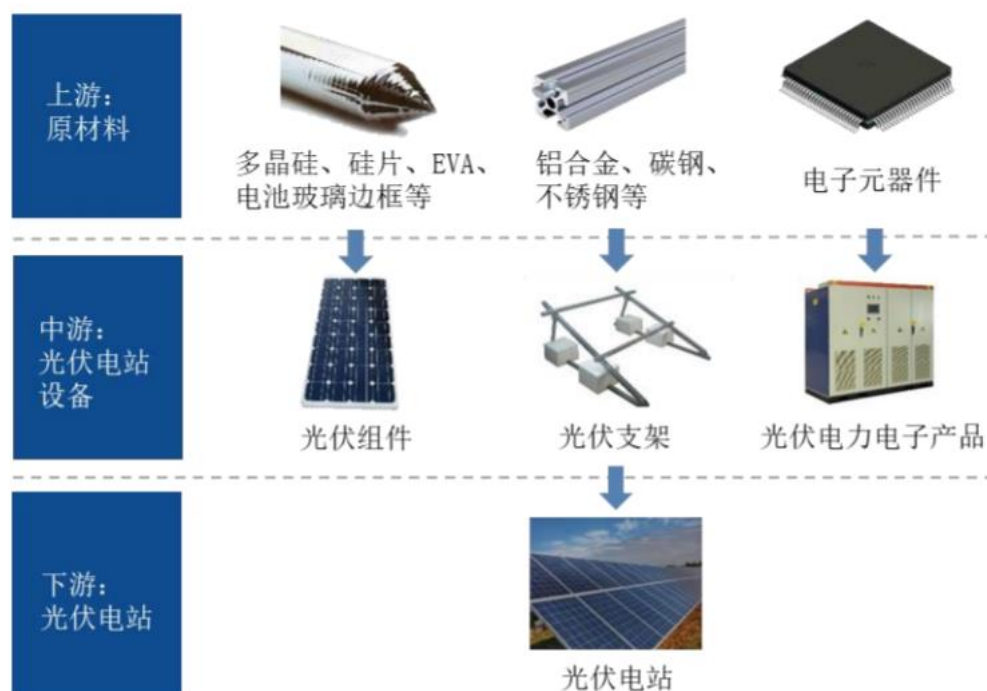 上游：
原材料
多晶硅、硅片、EVA、
电池玻璃边框等
铝合金、碳钢、
不锈钢等
电子元器件
中游：
光伏电站
设备
光伏组件
光伏支架
光伏电力电子产品
下游：
光伏电站
光伏电站